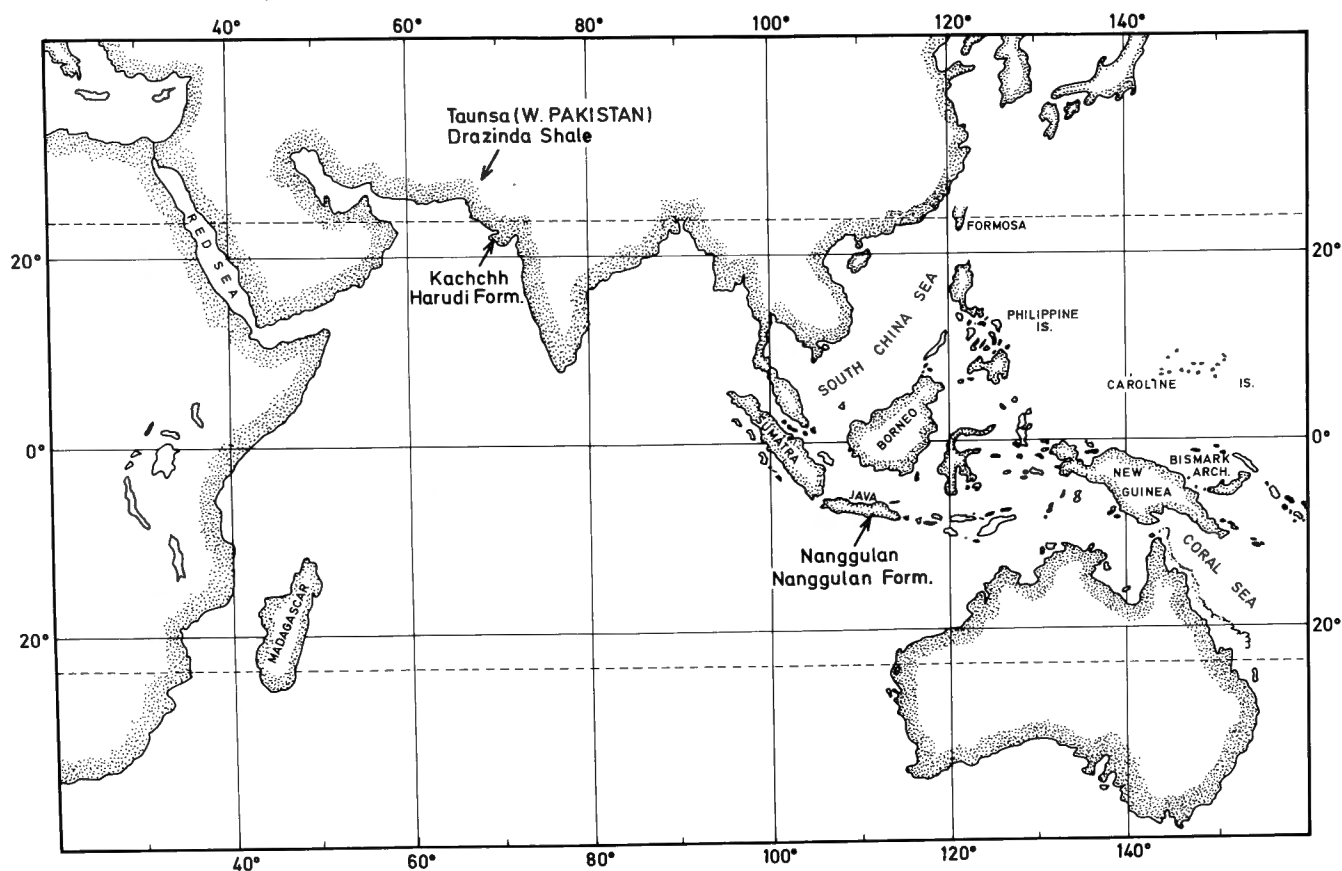 40° 60° 80° 100° 120° 140°
Taunsa (W. PAKISTAN)
Drazinda Shale
RED SEA
FORMOSA
20° 20°
Kachchh
Harudi Form.
SOUTH CHINA SEA
PHILIPPINE
IS.
CAROLINE IS.
BORNEO
SUMATRA
0° 0°
BISMARK
ARCH.
NEW
GUINEA
JAVA
Nanggulan
Nanggulan Form.
CORAL SEA
MADAGASCAR
20° 20°
40° 60° 80° 100° 120° 140°